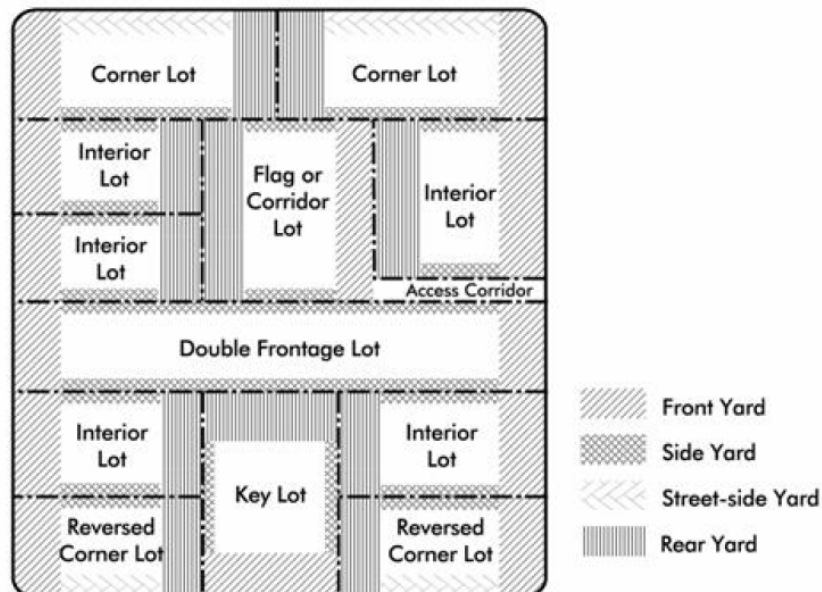 Corner Lot
Corner Lot
Interior
Lot
Flag or
Corridor
Lot
Interior
Lot
Interior
Lot
Access Corridor
Double Frontage Lot
Interior
Lot
Interior
Lot
Key Lot
Reversed
Corner Lot
Reversed
Corner Lot
Front Yard
Side Yard
Street-side Yard
Rear Yard